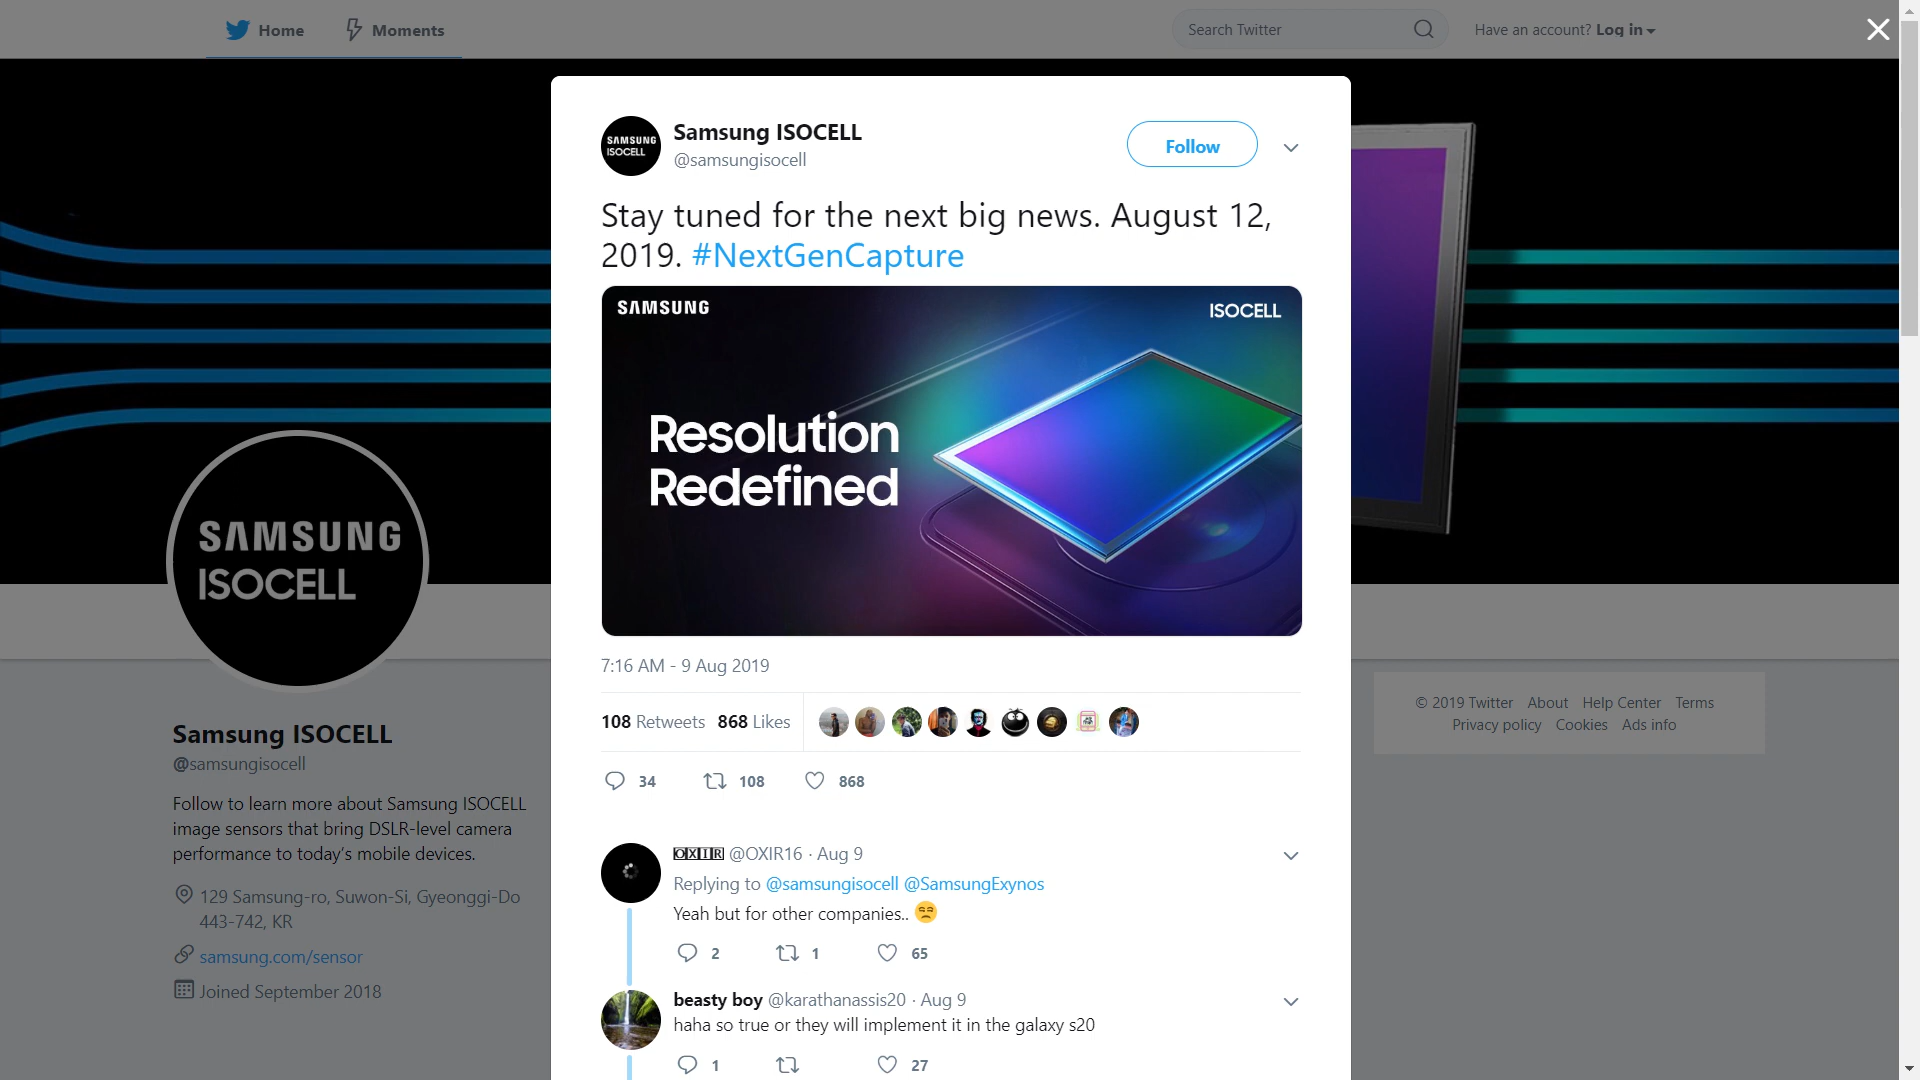 Home
Moments
Search Twitter
Have an account? Log in
SAMSUNG
ISOCELL
Samsung ISOCELL
@samsungisocell
Follow
Stay tuned for the next big news. August 12,
2019. #NextGenCapture
SAMSUNG
ISOCELL
Resolution
Redefined
7:16 AM - 9 Aug 2019
108 Retweets 868 Likes
34
108
868
OXIR @OXIR16 · Aug 9
Replying to @samsungisocell @SamsungExynos
Yeah but for other companies.. 😒
2
1
65
beasty boy @karathanassis20 · Aug 9
haha so true or they will implement it in the galaxy s20
1
27
SAMSUNG
ISOCELL
Samsung ISOCELL
@samsungisocell
Follow to learn more about Samsung ISOCELL
image sensors that bring DSLR-level camera
performance to today’s mobile devices.
129 Samsung-ro, Suwon-Si, Gyeonggi-Do
443-742, KR
samsung.com/sensor
Joined September 2018
© 2019 Twitter About Help Center Terms
Privacy policy Cookies Ads info